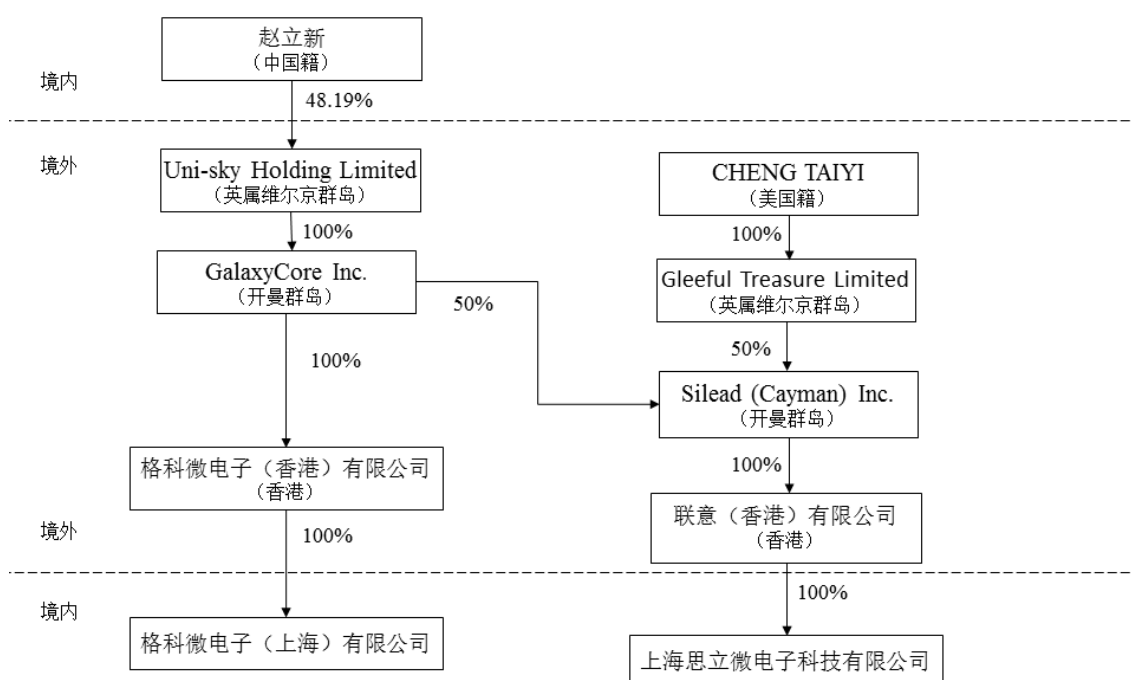 赵立新
（中国籍）
境内
48.19%
境外
Uni-sky Holding Limited
（英属维尔京群岛）
CHENG TAIYI
（美国籍）
100%
100%
GalaxyCore Inc.
（开曼群岛）
Gleeful Treasure Limited
（英属维尔京群岛）
50%
50%
100%
Silead (Cayman) Inc.
（开曼群岛）
格科微电子（香港）有限公司
（香港）
100%
联意（香港）有限公司
（香港）
境外
100%
100%
境内
格科微电子（上海）有限公司
上海思立微电子科技有限公司